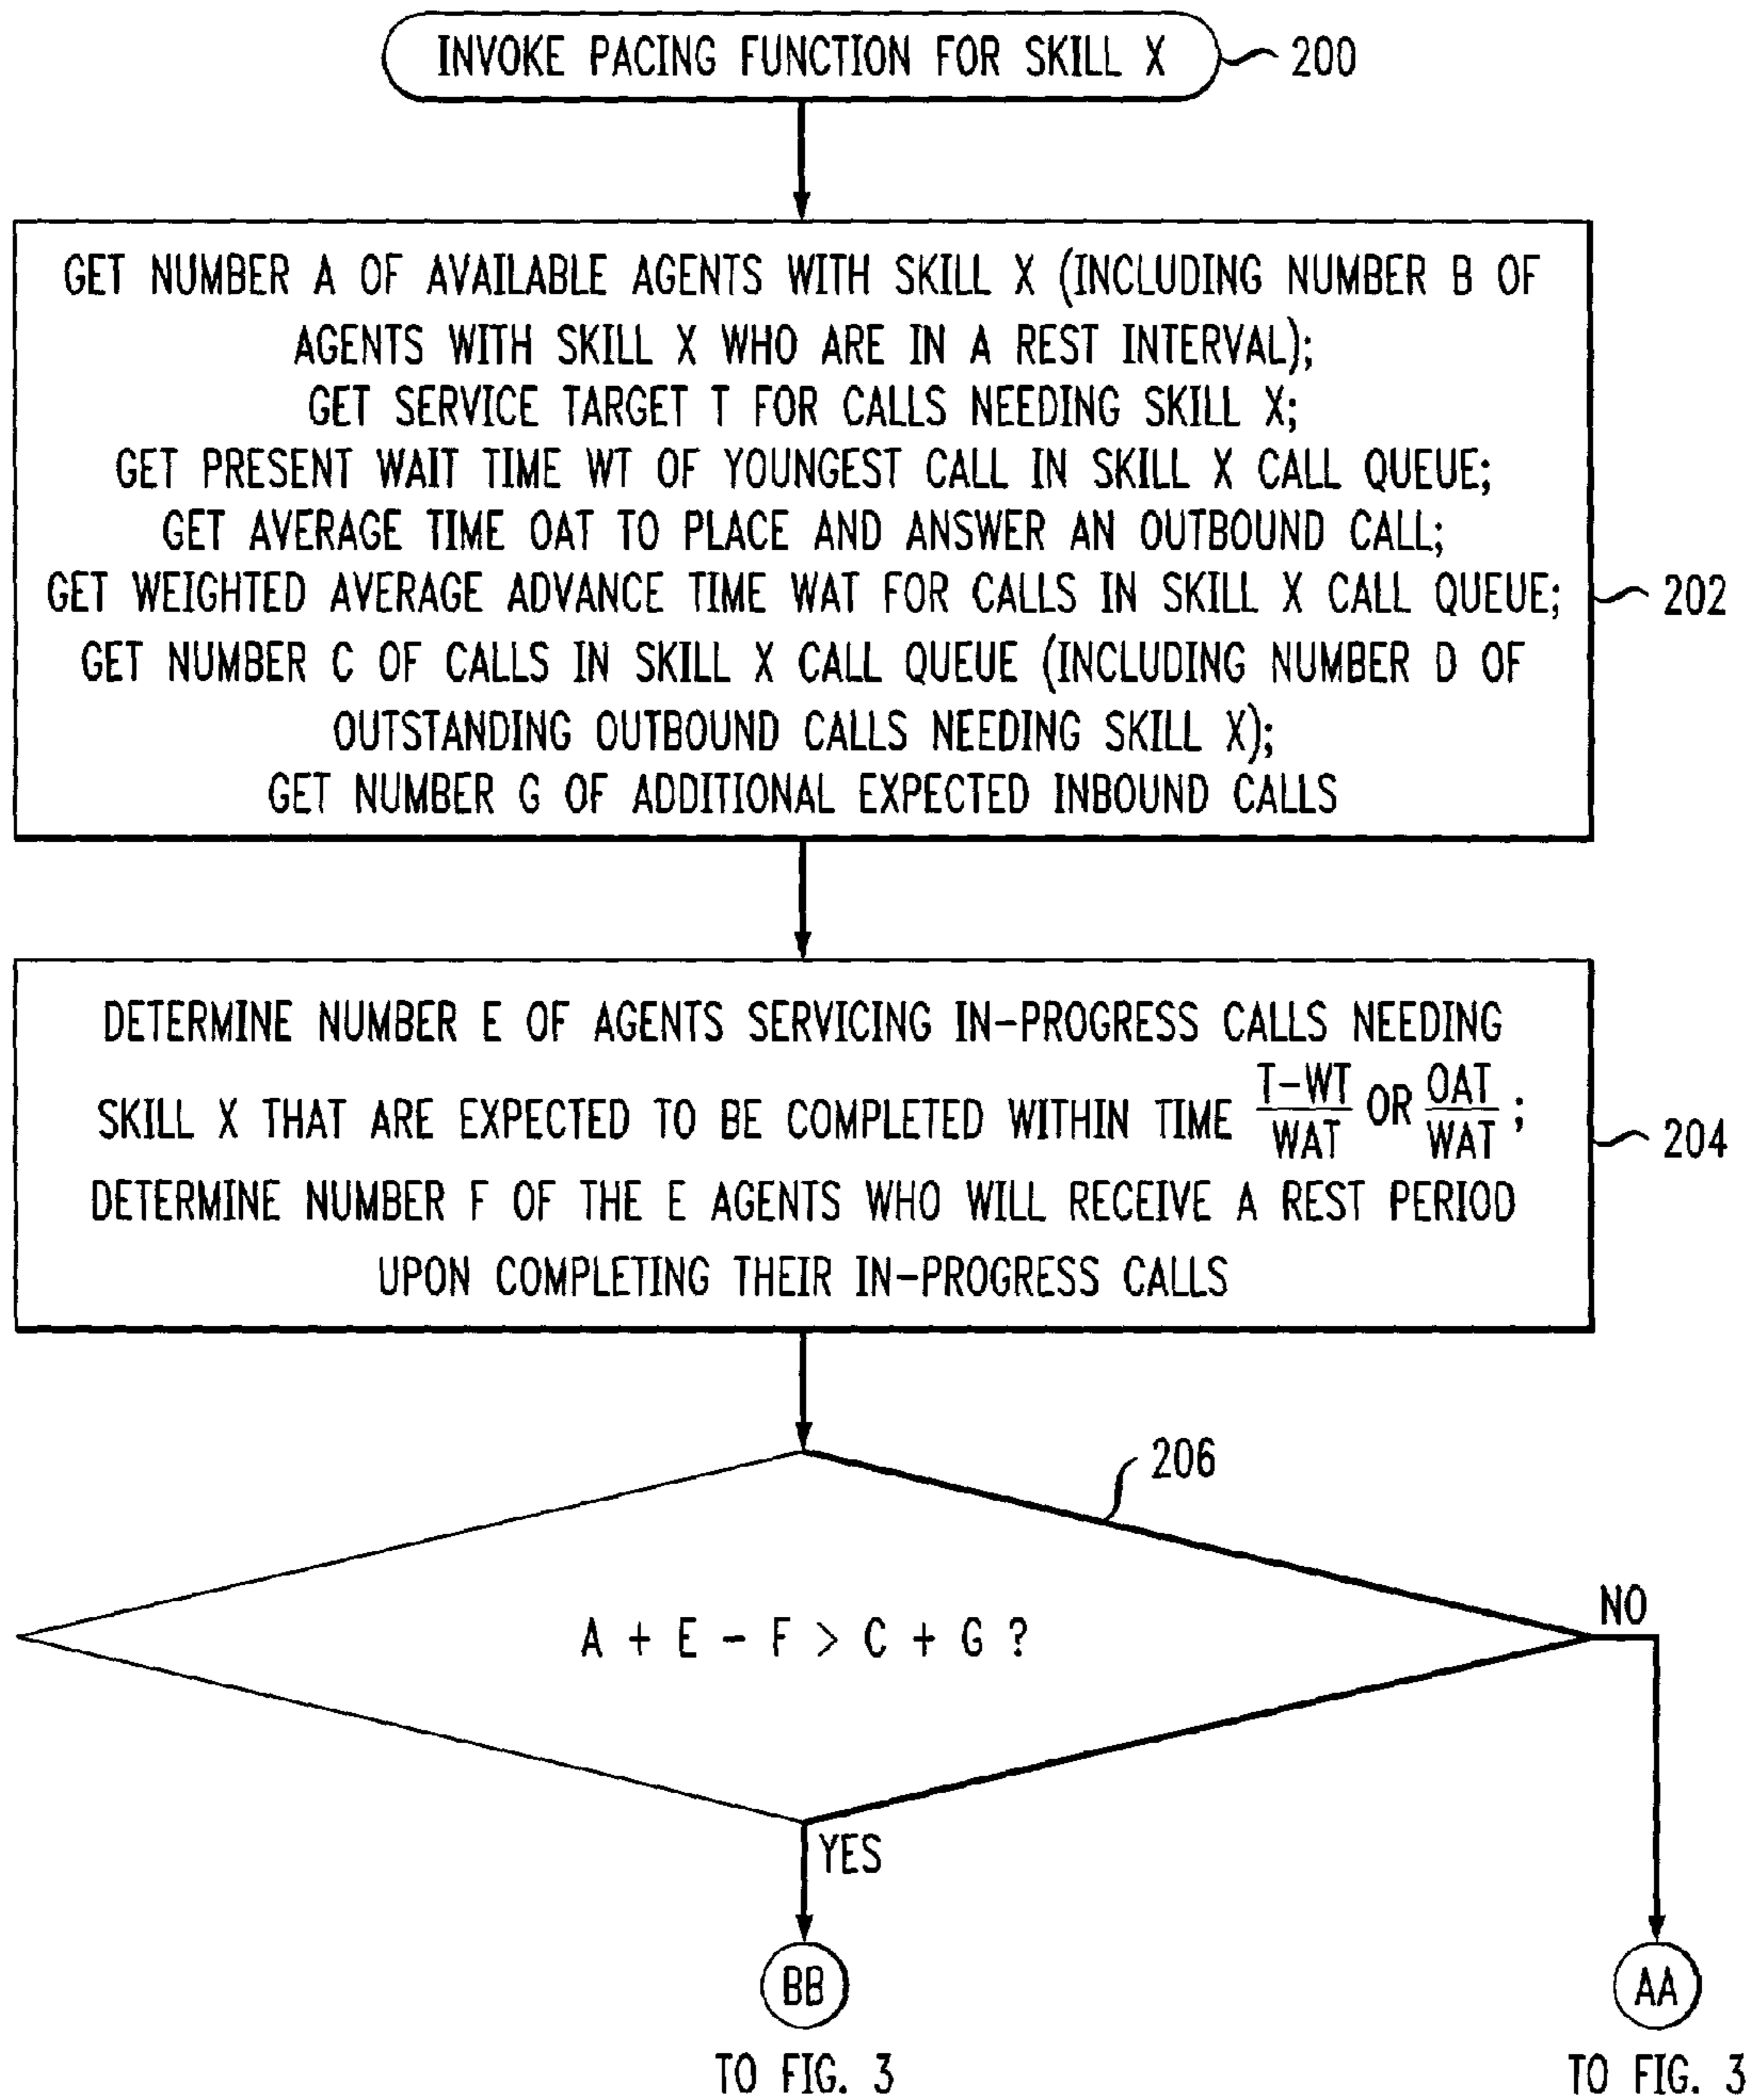 INVOKE PACING FUNCTION FOR SKILL X
200
GET NUMBER A OF AVAILABLE AGENTS WITH SKILL X (INCLUDING NUMBER B OF
AGENTS WITH SKILL X WHO ARE IN A REST INTERVAL);
GET SERVICE TARGET T FOR CALLS NEEDING SKILL X;
GET PRESENT WAIT TIME WT OF YOUNGEST CALL IN SKILL X CALL QUEUE;
GET AVERAGE TIME OAT TO PLACE AND ANSWER AN OUTBOUND CALL;
GET WEIGHTED AVERAGE ADVANCE TIME WAT FOR CALLS IN SKILL X CALL QUEUE;
GET NUMBER C OF CALLS IN SKILL X CALL QUEUE (INCLUDING NUMBER D OF
OUTSTANDING OUTBOUND CALLS NEEDING SKILL X);
GET NUMBER G OF ADDITIONAL EXPECTED INBOUND CALLS
202
DETERMINE NUMBER E OF AGENTS SERVICING IN-PROGRESS CALLS NEEDING
SKILL X THAT ARE EXPECTED TO BE COMPLETED WITHIN TIME T-WT/WAT OR OAT/WAT ;
DETERMINE NUMBER F OF THE E AGENTS WHO WILL RECEIVE A REST PERIOD
UPON COMPLETING THEIR IN-PROGRESS CALLS
204
206
A + E - F > C + G ?
NO
YES
BB
AA
TO FIG. 3
TO FIG. 3